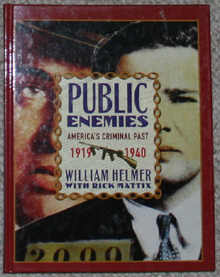 PUBLIC
ENEMIES
AMERICA'S CRIMINAL PAST
1919 1940
WILLIAM HELMER
WITH RICK MATTIX